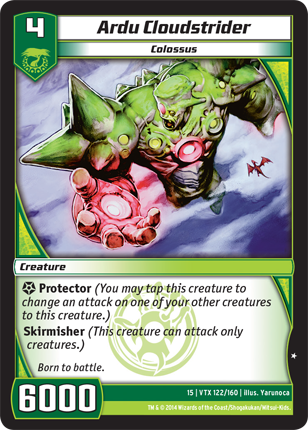 4
Ardu Cloudstrider
Colossus
Creature
Protector (You may tap this creature to
change an attack on one of your other creatures
to this creature.)
Skirmisher (This creature can attack only
creatures.)
Born to battle.
6000
15 | VTX 122/160 | illus. Yarunoca
TM & © 2014 Wizards of the Coast/Shogakukan/Mitsui-Kids.